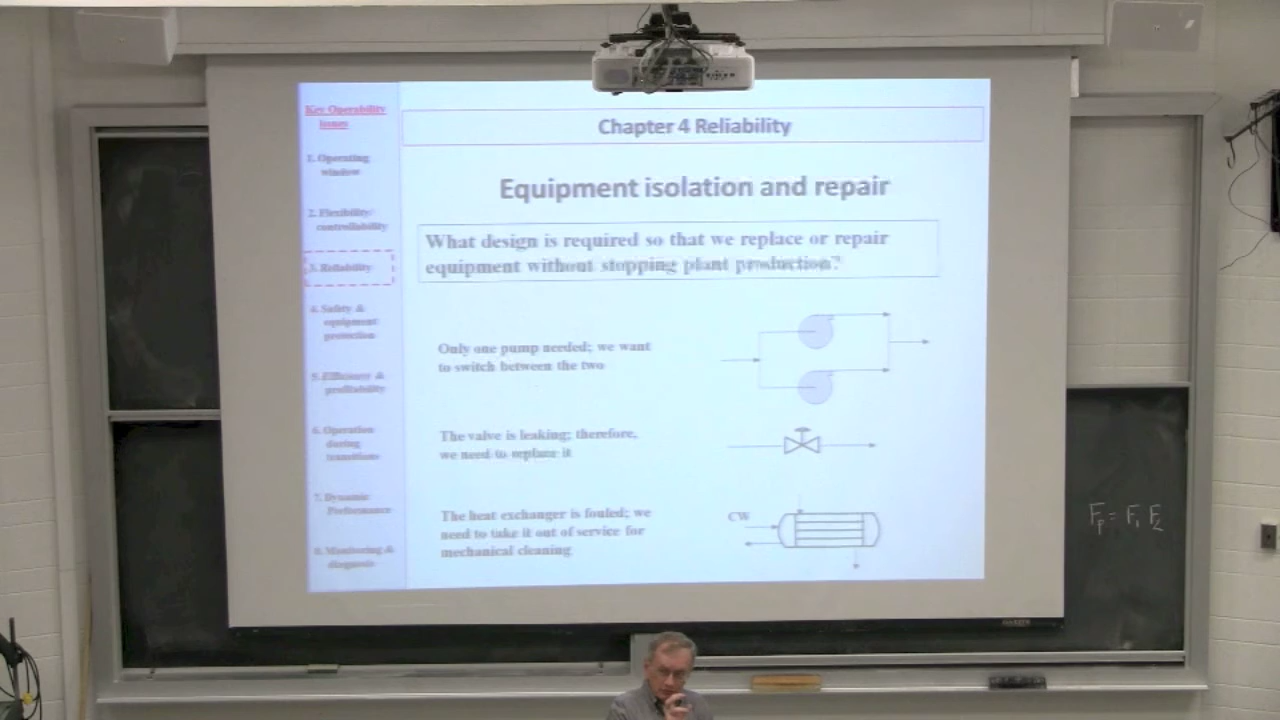 Key Operability
issues
1. Operating
window
2. Flexibility/
controllability
3. Reliability
4. Safety &
equipment
protection
5. Efficiency &
profitability
6. Operation
during
transitions
7. Dynamic
Performance
8. Monitoring &
diagnosis
Chapter 4 Reliability
Equipment isolation and repair
What design is required so that we replace or repair
equipment without stopping plant production?
Only one pump needed; we want
to switch between the two
The valve is leaking; therefore,
we need to replace it
The heat exchanger is fouled; we
need to take it out of service for
mechanical cleaning
CW
Fp = F1 F2